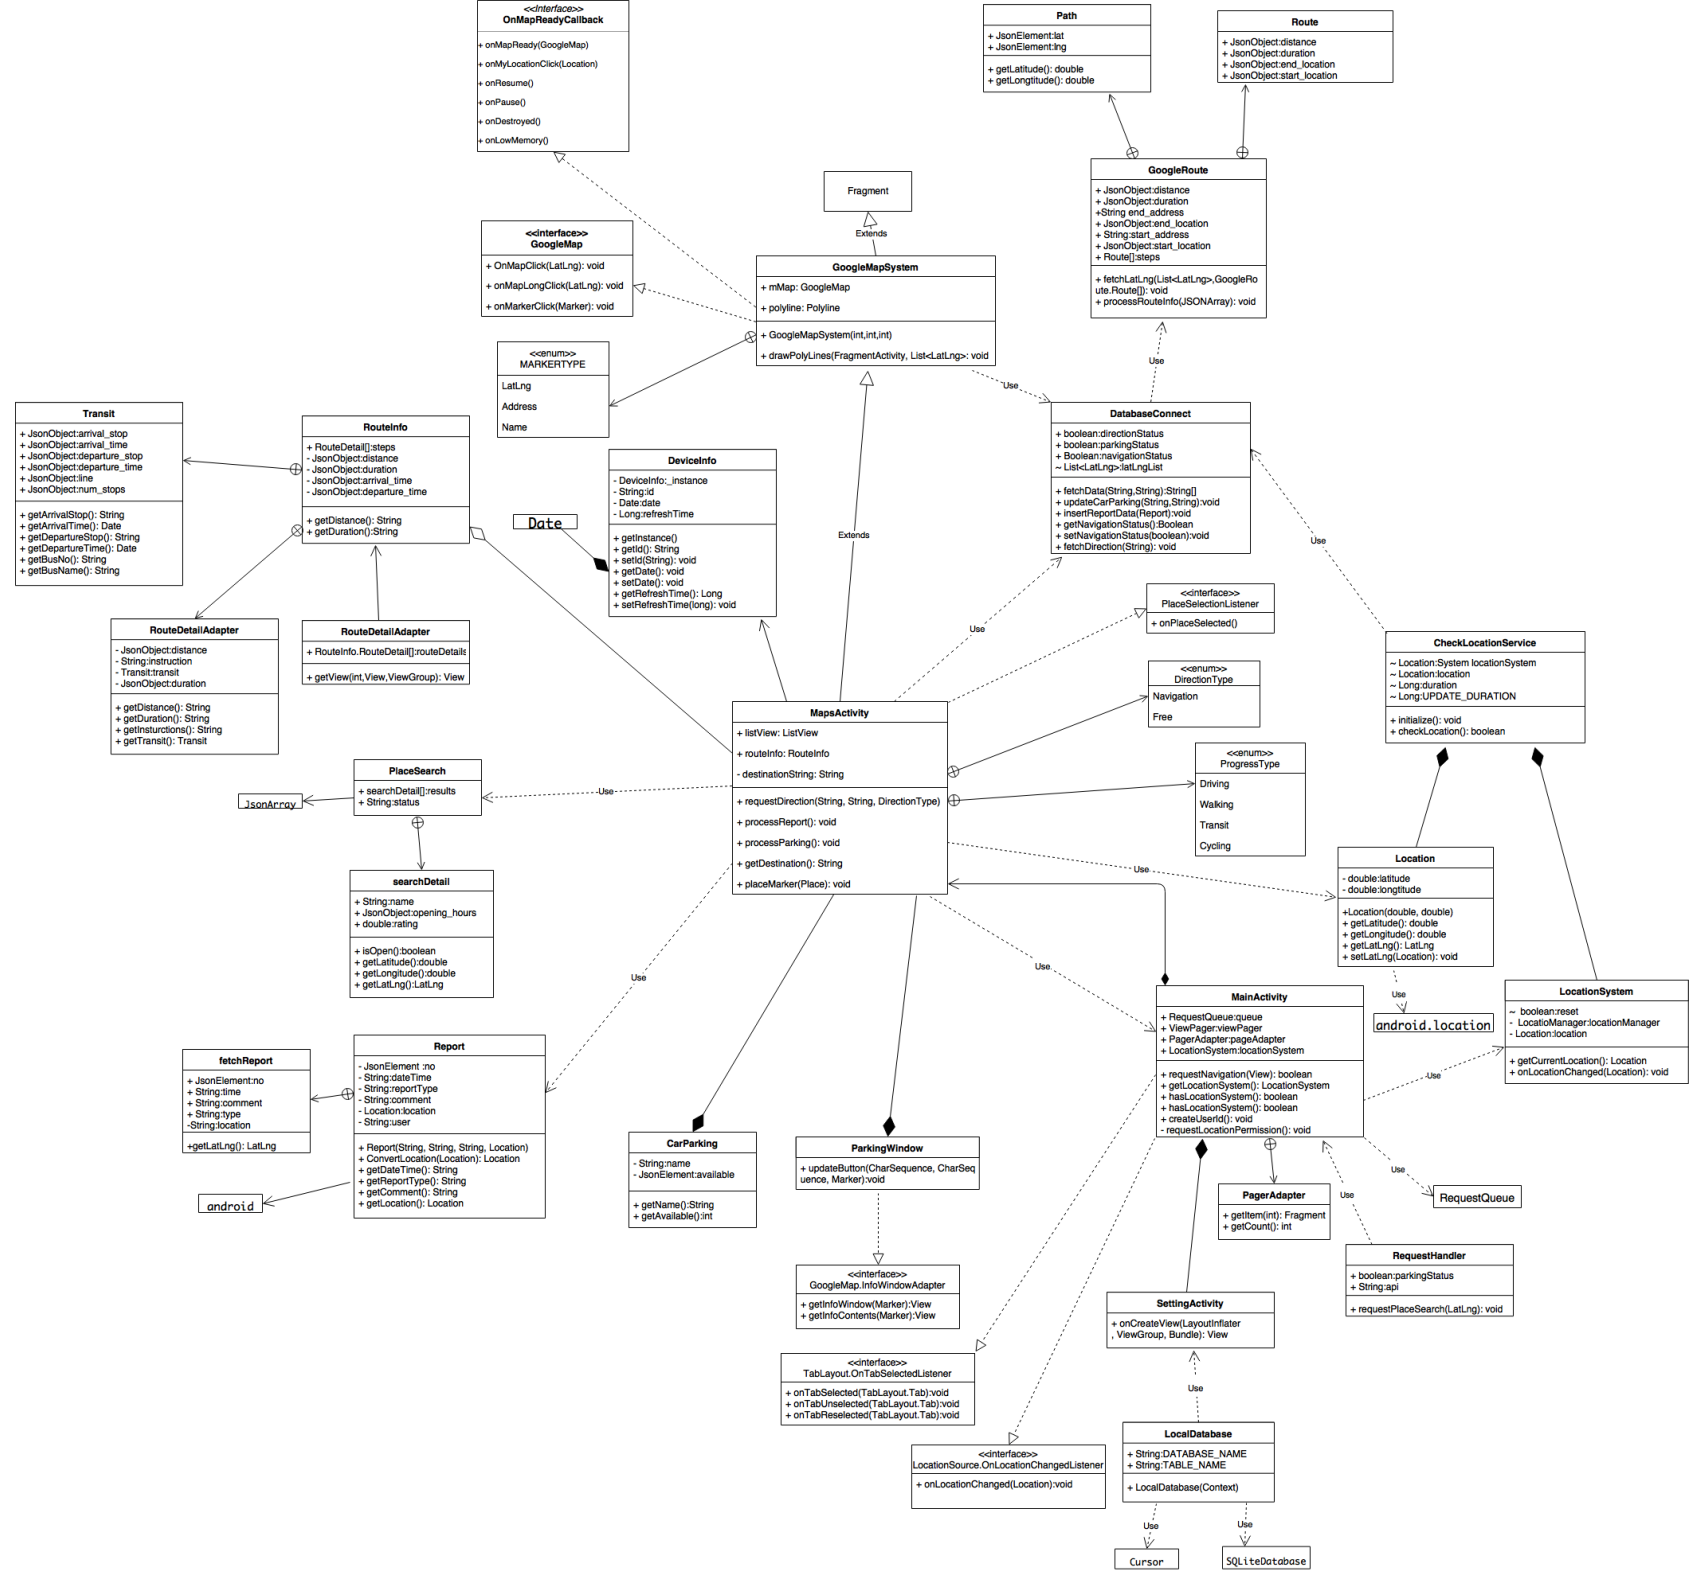 <<Interface>>
OnMapReadyCallback
+ onMapReady(GoogleMap)
+ onMyLocationClick(Location)
+ onResume()
+ onPause()
+ onDestroyed()
+ onLowMemory()
Path
+ JsonElement:lat
+ JsonElement:lng
+ getLatitude(): double
+ getLongtitude(): double
Route
+ JsonObject:distance
+ JsonObject:duration
+ JsonObject:end_location
+ JsonObject:start_location
GoogleRoute
+ JsonObject:distance
+ JsonObject:duration
+String end_address
+ JsonObject:end_location
+ String:start_address
+ JsonObject:start_location
+ Route[]:steps
+ fetchLatLng(List<LatLng>,GoogleRo
ute.Route[]): void
+ processRouteInfo(JSONArray): void
Fragment
Extends
<<interface>>
GoogleMap
+ OnMapClick(LatLng): void
+ onMapLongClick(LatLng): void
+ onMarkerClick(Marker): void
GoogleMapSystem
+ mMap: GoogleMap
+ polyline: Polyline
+ GoogleMapSystem(int,int,int)
+ drawPolyLines(FragmentActivity, List<LatLng>: void
<<enum>>
MARKERTYPE
LatLng
Address
Name
Use
Use
Transit
+ JsonObject:arrival_stop
+ JsonObject:arrival_time
+ JsonObject:departure_stop
+ JsonObject:departure_time
+ JsonObject:line
+ JsonObject:num_stops
+ getArrivalStop(): String
+ getArrivalTime(): Date
+ getDepartureStop(): String
+ getDepartureTime(): Date
+ getBusNo(): String
+ getBusName(): String
RouteInfo
+ RouteDetail[]:steps
- JsonObject:distance
- JsonObject:duration
- JsonObject:arrival_time
- JsonObject:departure_time
+ getDistance(): String
+ getDuration():String
DatabaseConnect
+ boolean:directionStatus
+ boolean:parkingStatus
+ Boolean:navigationStatus
~ List<LatLng>:latLngList
+ fetchData(String,String):String[]
+ updateCarParking(String,String):void
+ insertReportData(Report):void
+ getNavigationStatus():Boolean
+ setNavigationStatus(boolean):void
+ fetchDirection(String): void
DeviceInfo
- DeviceInfo:_instance
- String:id
- Date:date
- Long:refreshTime
+ getInstance()
+ getId(): String
+ setId(String): void
+ getDate(): void
+ setDate(): void
+ getRefreshTime(): Long
+ setRefreshTime(long): void
Date
Extends
Use
Use
<<interface>>
PlaceSelectionListener
+ onPlaceSelected()
RouteDetailAdapter
- JsonObject:distance
- String:instruction
- Transit:transit
- JsonObject:duration
+ getDistance(): String
+ getDuration(): String
+ getInsturctions(): String
+ getTransit(): Transit
RouteDetailAdapter
+ RouteInfo.RouteDetail[]:routeDetails
+ getView(int,View,ViewGroup): View
CheckLocationService
~ Location:System locationSystem
~ Location:location
~ Long:duration
~ Long:UPDATE_DURATION
+ initialize(): void
+ checkLocation(): boolean
<<enum>>
DirectionType
Navigation
Free
MapsActivity
+ listView: ListView
+ routeInfo: RouteInfo
- destinationString: String
+ requestDirection(String, String, DirectionType)
+ processReport(): void
+ processParking(): void
+ getDestination(): String
+ placeMarker(Place): void
<<enum>>
ProgressType
Driving
Walking
Transit
Cycling
PlaceSearch
+ searchDetail[]:results
+ String:status
JsonArray
Use
searchDetail
+ String:name
+ JsonObject:opening_hours
+ double:rating
+ isOpen():boolean
+ getLatitude():double
+ getLongitude():double
+ getLatLng():LatLng
Location
- double:latitude
- double:longtitude
+Location(double, double)
+ getLatitude(): double
+ getLongitude(): double
+ getLatLng(): LatLng
+ setLatLng(Location): void
Use
Use
Use
Use
android.location
LocationSystem
~ boolean:reset
- LocatioManager:locationManager
- Location:location
+ getCurrentLocation(): Location
+ onLocationChanged(Location): void
MainActivity
+ RequestQueue:queue
+ ViewPager:viewPager
+ PagerAdapter:pageAdapter
+ LocationSystem:locationSystem
+ requestNavigation(View): boolean
+ getLocationSystem(): LocationSystem
+ hasLocationSystem(): boolean
+ hasLocationSystem(): boolean
+ createUserId(): void
- requestLocationPermission(): void
Use
fetchReport
+ JsonElement:no
+ String:time
+ String:comment
+ String:type
-String:location
+getLatLng(): LatLng
Report
- JsonElement :no
- String:dateTime
- String:reportType
- String:comment
- Location:location
- String:user
+ Report(String, String, String, Location)
+ ConvertLocation(Location): Location
+ getDateTime(): String
+ getReportType(): String
+ getComment(): String
+ getLocation(): Location
android
CarParking
- String:name
- JsonElement:available
+ getName():String
+ getAvailable():int
ParkingWindow
+ updateButton(CharSequence, CharSeq
uence, Marker):void
Use
RequestQueue
Use
PagerAdapter
+ getItem(int): Fragment
+ getCount(): int
RequestHandler
+ boolean:parkingStatus
+ String:api
+ requestPlaceSearch(LatLng): void
<<interface>>
GoogleMap.InfoWindowAdapter
+ getInfoWindow(Marker):View
+ getInfoContents(Marker):View
SettingActivity
+ onCreateView(LayoutInflater
, ViewGroup, Bundle): View
<<interface>>
TabLayout.OnTabSelectedListener
+ onTabSelected(TabLayout.Tab):void
+ onTabUnselected(TabLayout.Tab):void
+ onTabReselected(TabLayout.Tab):void
Use
<<interface>>
LocationSource.OnLocationChangedListener
+ onLocationChanged(Location):void
LocalDatabase
+ String:DATABASE_NAME
+ String:TABLE_NAME
+ LocalDatabase(Context)
Use
Use
Cursor
SQLiteDatabase